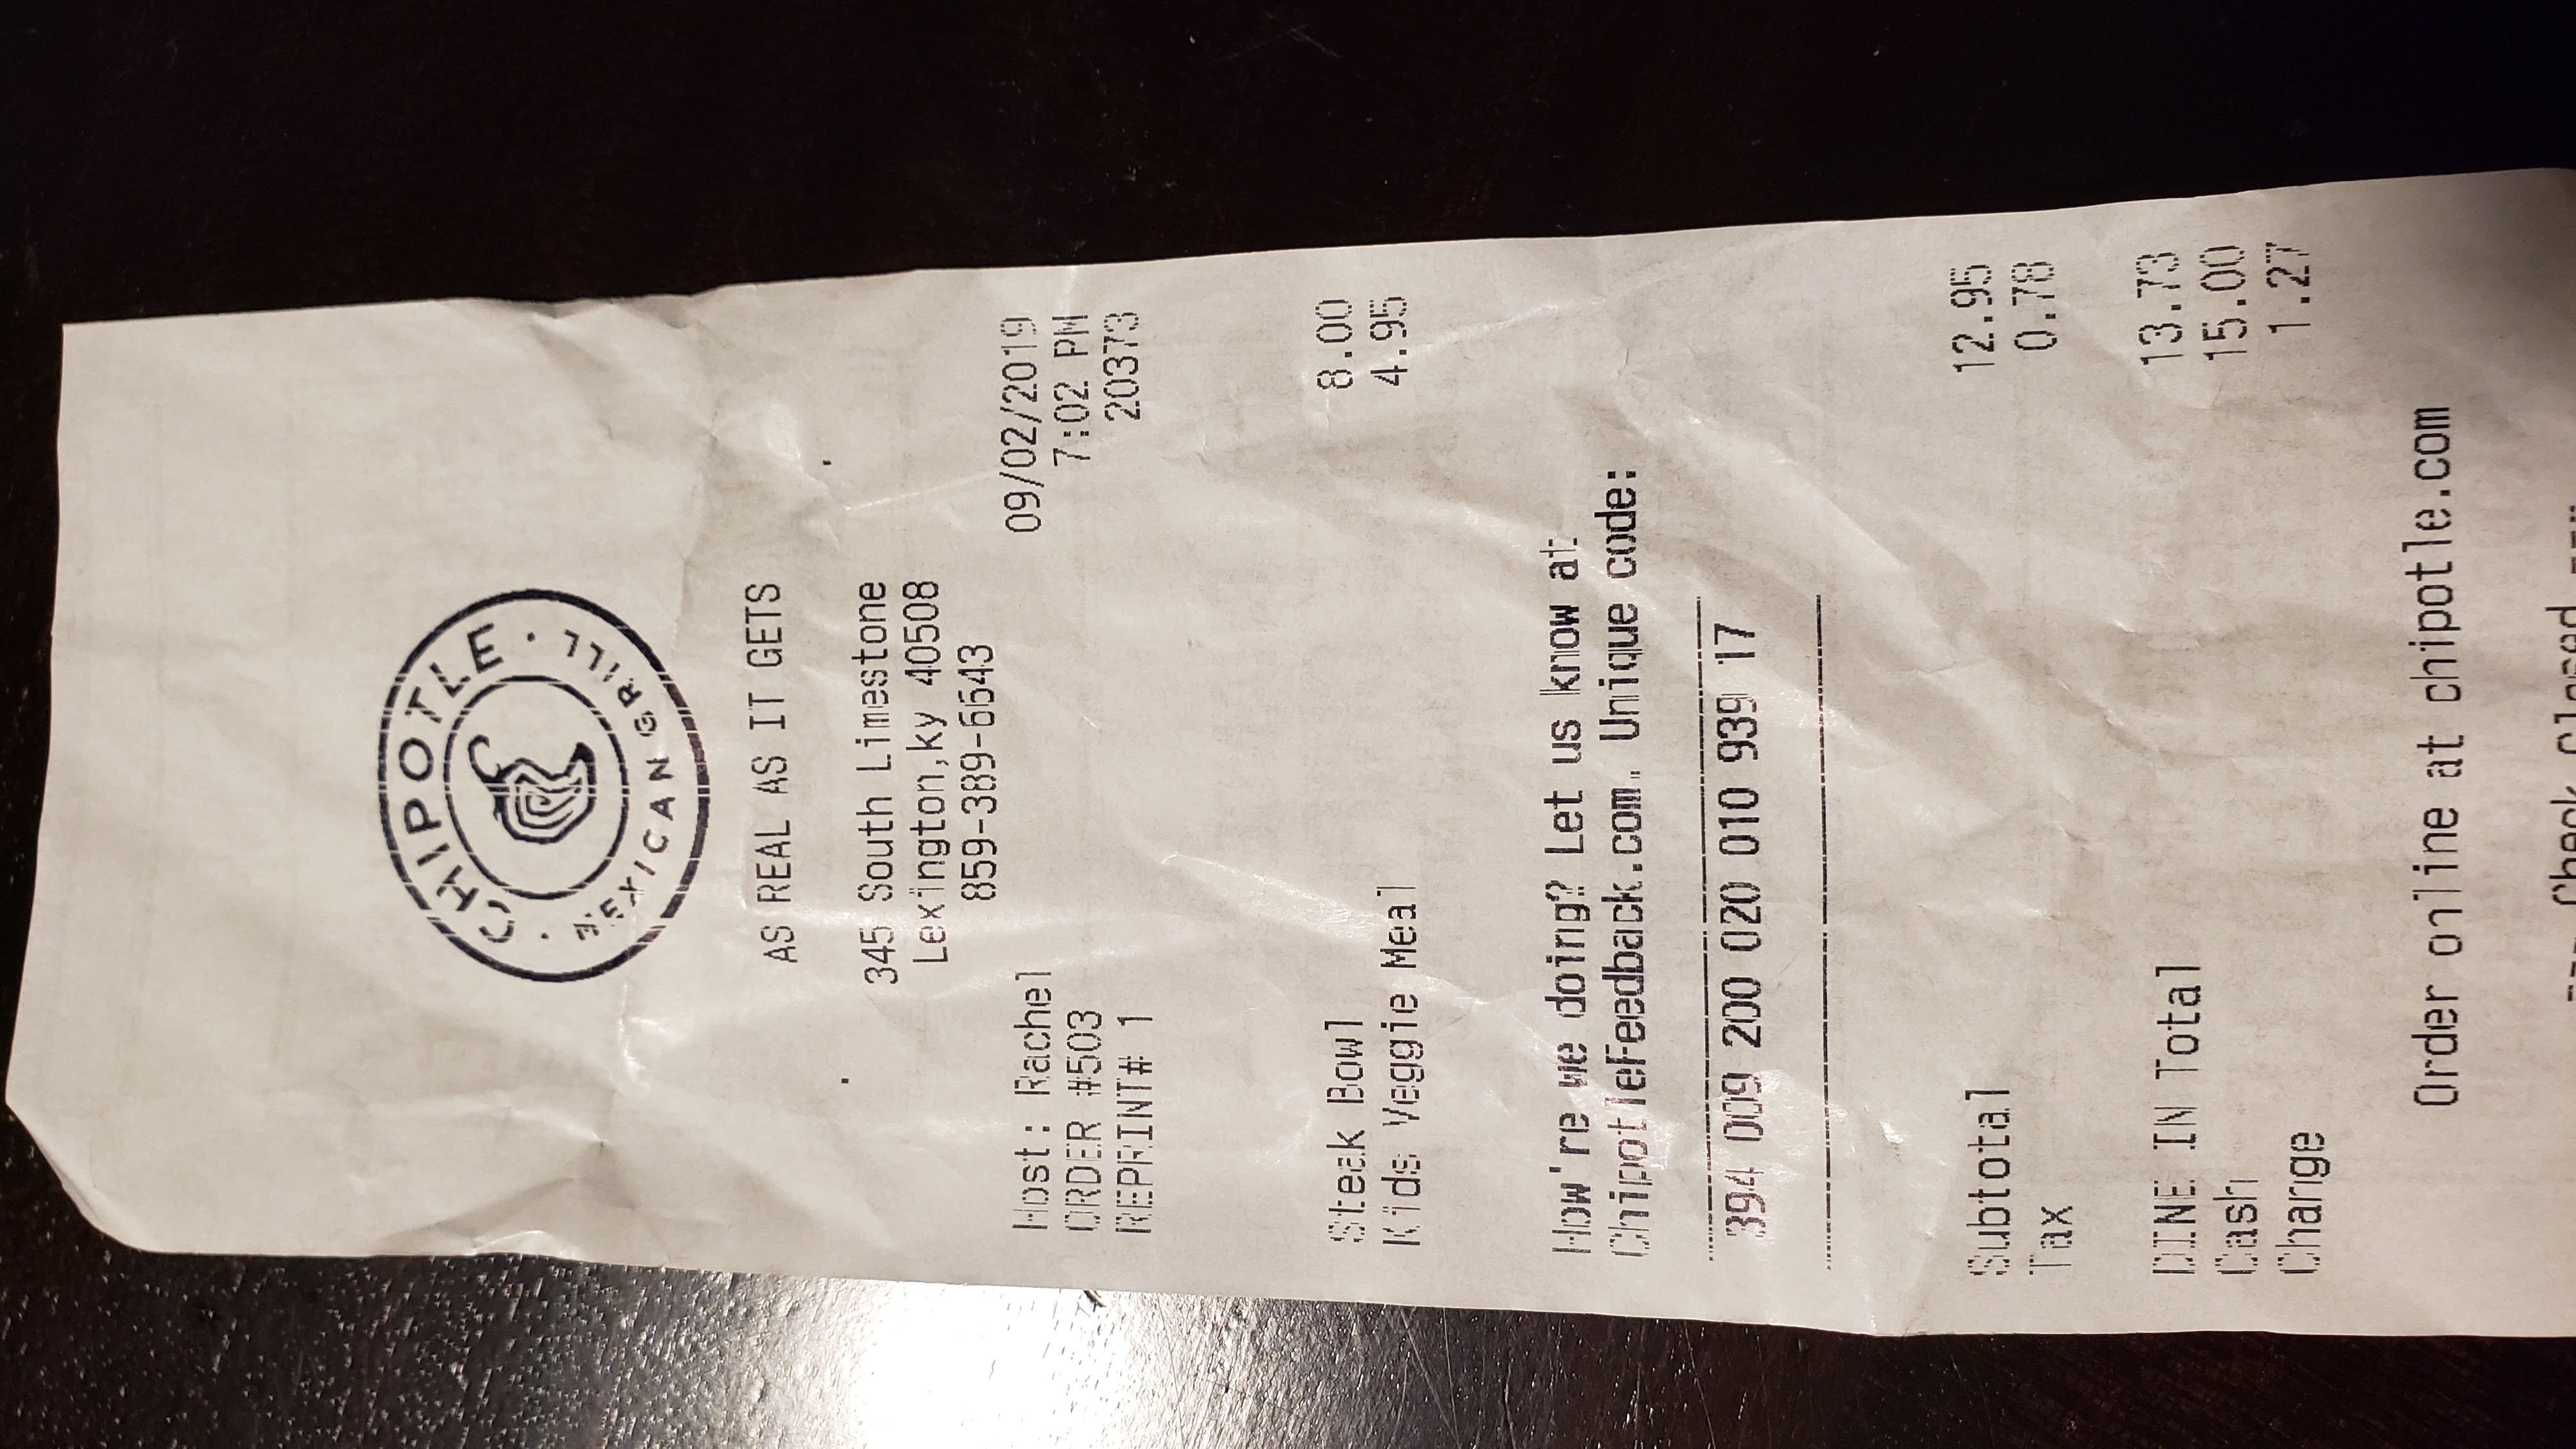 CHIPOTLE
MEXICAN GRILL
AS REAL AS IT GETS
345 South Limestone
Lexington,ky 40508
859-389-6643
Host: Rachel 09/02/2019
ORDER #503 7:02 PM
REPRINT# 1 20373
Steak Bowl 8.00
Kids Veggie Meal 4.95
How're we doing? Let us know at
ChipotleFeedback.com. Unique code:
394 009 200 020 010 939 17
Subtotal 12.95
Tax 0.78
DINE IN Total 13.73
Cash 15.00
Change 1.27
Order online at chipotle.com
Check Closed